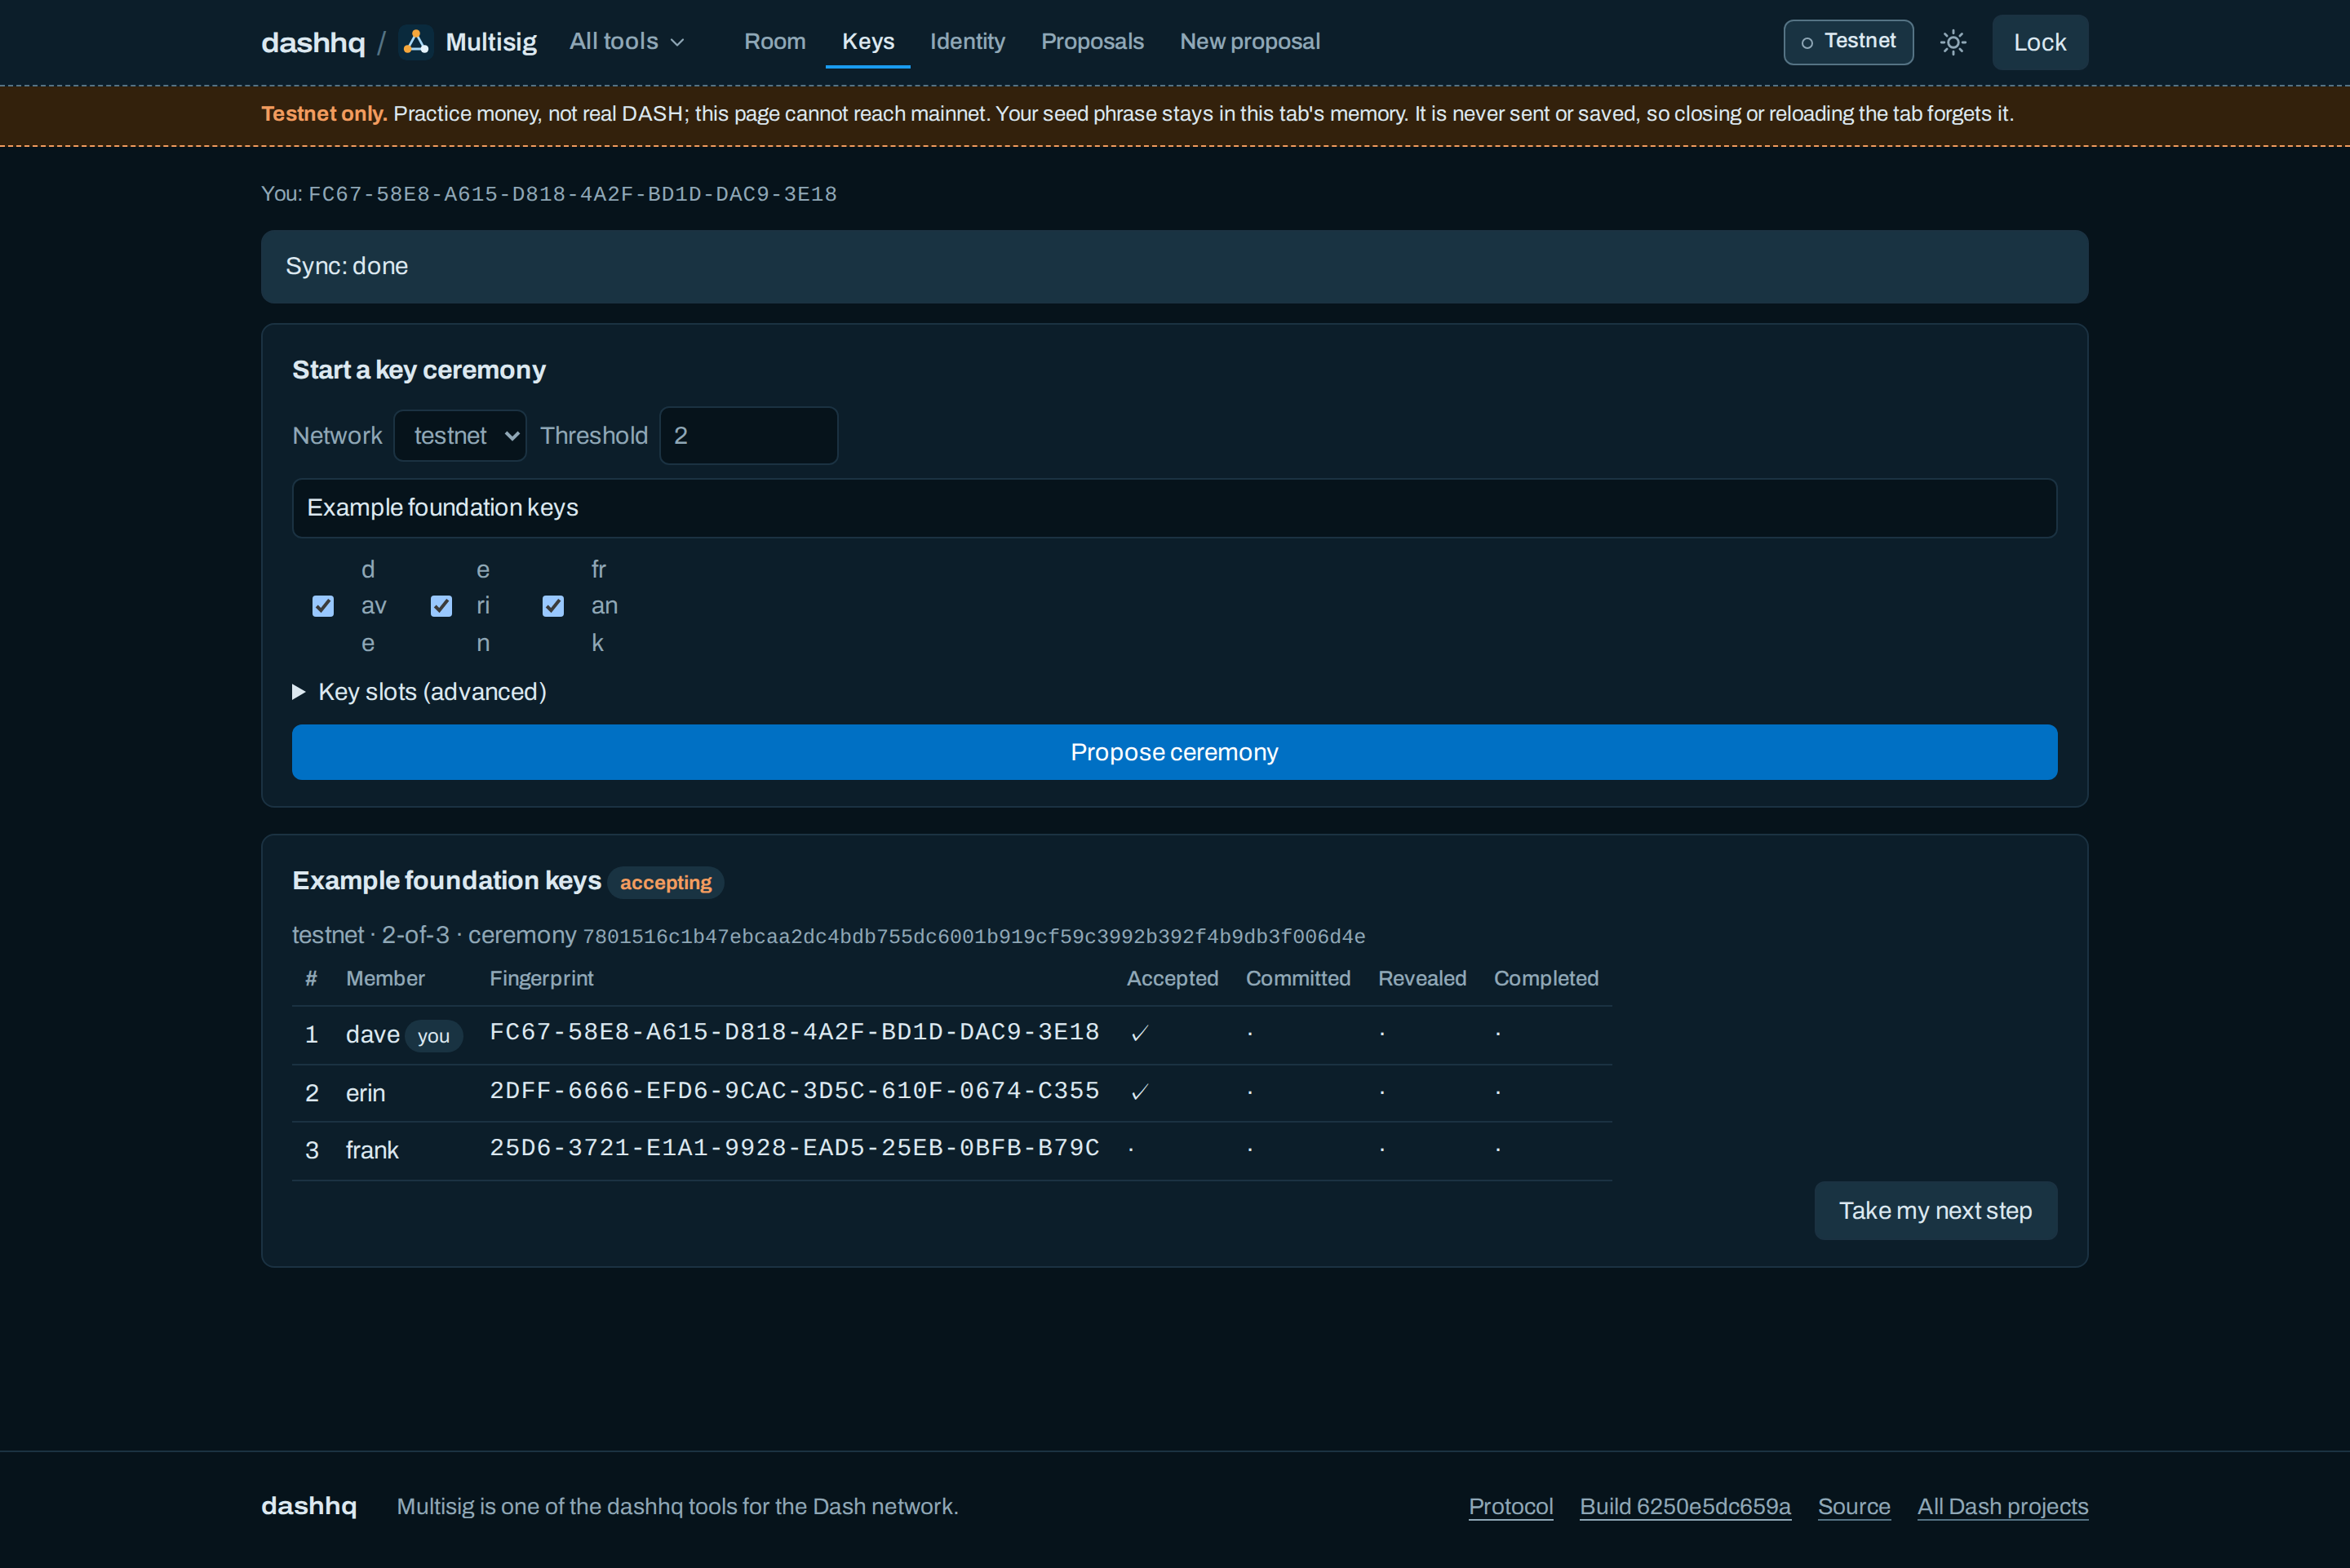 dashhq / Multisig All tools Room Keys Identity Proposals New proposal Testnet Lock
Testnet only. Practice money, not real DASH; this page cannot reach mainnet. Your seed phrase stays in this tab's memory. It is never sent or saved, so closing or reloading the tab forgets it.
You: FC67-58E8-A615-D818-4A2F-BD1D-DAC9-3E18
Sync: done
Start a key ceremony
Network testnet Threshold 2
Example foundation keys
d e fr
av ri an
e n k
Key slots (advanced)
Propose ceremony
Example foundation keys accepting
testnet · 2-of-3 · ceremony 7801516c1b47ebcaa2dc4bdb755dc6001b919cf59c3992b392f4b9db3f006d4e
# Member Fingerprint Accepted Committed Revealed Completed
1 dave you FC67-58E8-A615-D818-4A2F-BD1D-DAC9-3E18 ✓ · · ·
2 erin 2DFF-6666-EFD6-9CAC-3D5C-610F-0674-C355 ✓ · · ·
3 frank 25D6-3721-E1A1-9928-EAD5-25EB-0BFB-B79C · · · ·
Take my next step
dashhq Multisig is one of the dashhq tools for the Dash network. Protocol Build 6250e5dc659a Source All Dash projects